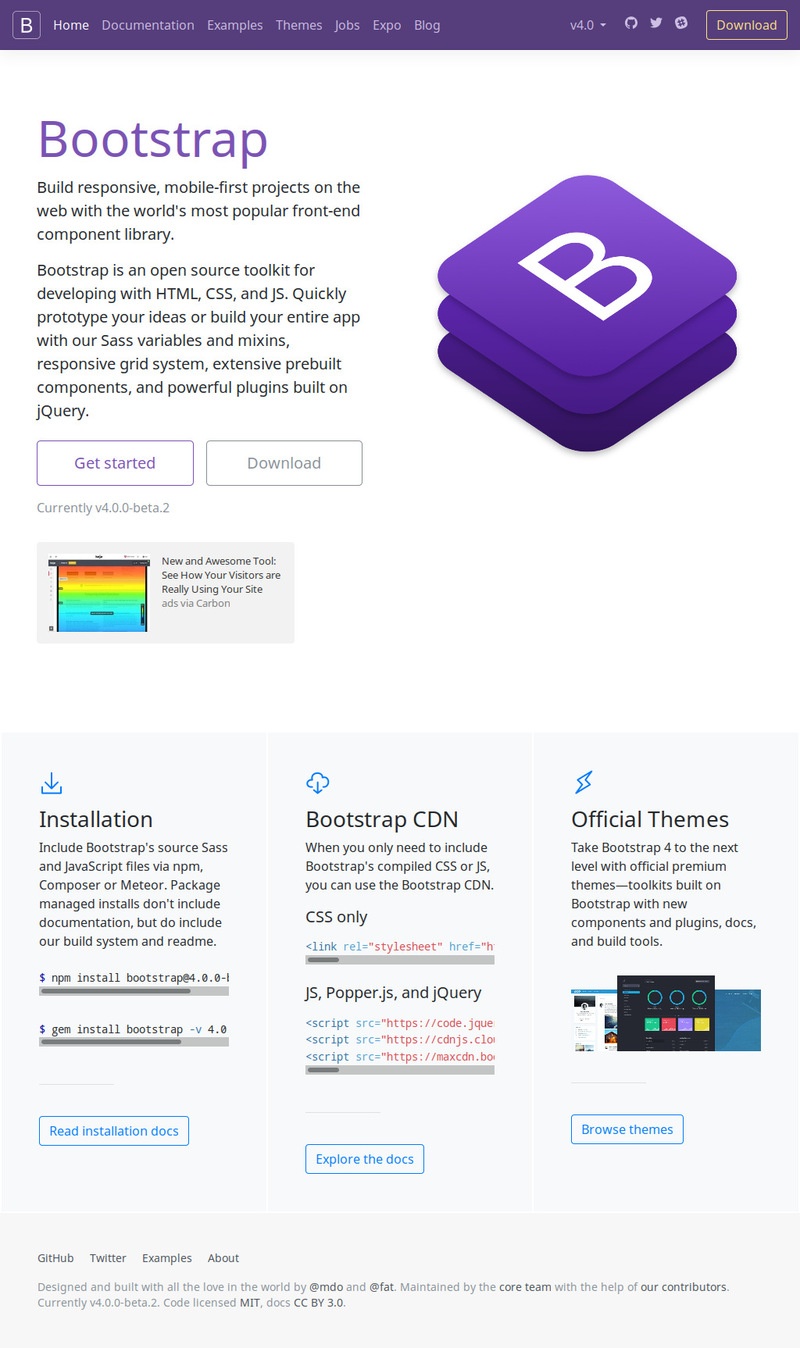 B Home Documentation Examples Themes Jobs Expo Blog v4.0 Download
Bootstrap
Build responsive, mobile-first projects on the
web with the world's most popular front-end
component library.
Bootstrap is an open source toolkit for
developing with HTML, CSS, and JS. Quickly
prototype your ideas or build your entire app
with our Sass variables and mixins,
responsive grid system, extensive prebuilt
components, and powerful plugins built on
jQuery.
B
Get started Download
Currently v4.0.0-beta.2
New and Awesome Tool:
See How Your Visitors are
Really Using Your Site
ads via Carbon
Installation
Include Bootstrap's source Sass
and JavaScript files via npm,
Composer or Meteor. Package
managed installs don't include
documentation, but do include
our build system and readme.
$ npm install bootstrap@4.0.0-
$ gem install bootstrap -v 4.0
Read installation docs
Bootstrap CDN
When you only need to include
Bootstrap's compiled CSS or JS,
you can use the Bootstrap CDN.
CSS only
<link rel="stylesheet" href="h
JS, Popper.js, and jQuery
<script src="https://code.jque
<script src="https://cdnjs.clo
<script src="https://maxcdn.bo
Explore the docs
Official Themes
Take Bootstrap 4 to the next
level with official premium
themes—toolkits built on
Bootstrap with new
components and plugins, docs,
and build tools.
Browse themes
GitHub Twitter Examples About
Designed and built with all the love in the world by @mdo and @fat. Maintained by the core team with the help of our contributors.
Currently v4.0.0-beta.2. Code licensed MIT, docs CC BY 3.0.